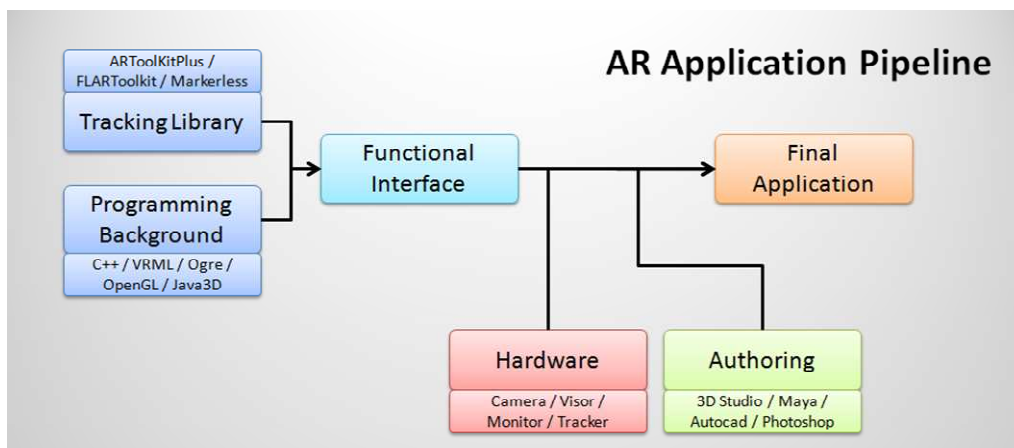 AR Application Pipeline
ARToolKitPlus /
FLARToolkit / Markerless
Tracking Library
Programming
Background
C++ / VRML / Ogre /
OpenGL / Java3D
Functional
Interface
Final
Application
Hardware
Camera / Visor /
Monitor / Tracker
Authoring
3D Studio / Maya /
Autocad / Photoshop